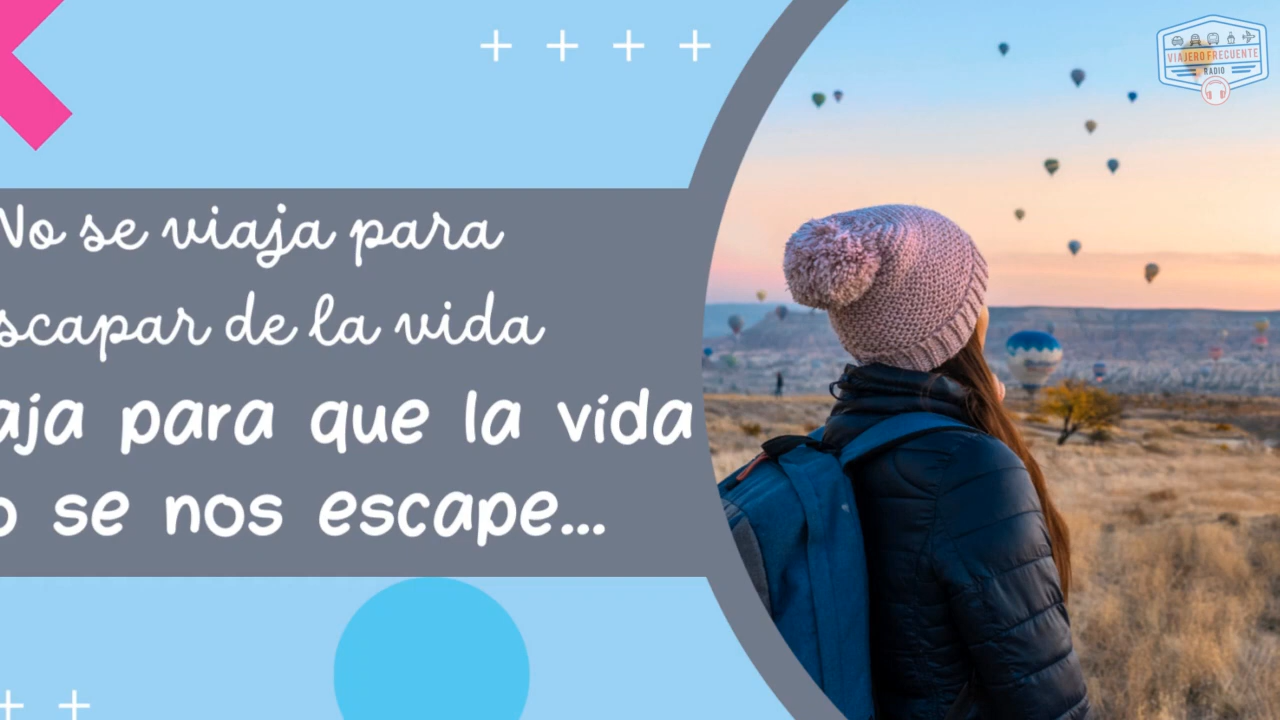 No se viaja para
scapar de la vida
aja para que la vida
o se nos escape...
VIAJERO FRECUENTE
RADIO